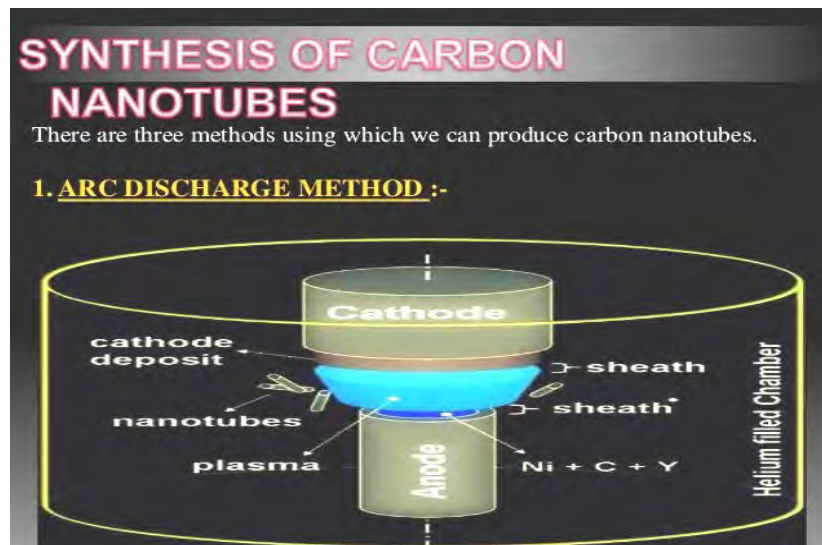 SYNTHESIS OF CARBON
NANOTUBES
There are three methods using which we can produce carbon nanotubes.
1. ARC DISCHARGE METHOD :-
Cathode
cathode
deposit
sheath
nanotubes
sheath
plasma
Anode
Ni + C + Y
Helium filled Chamber